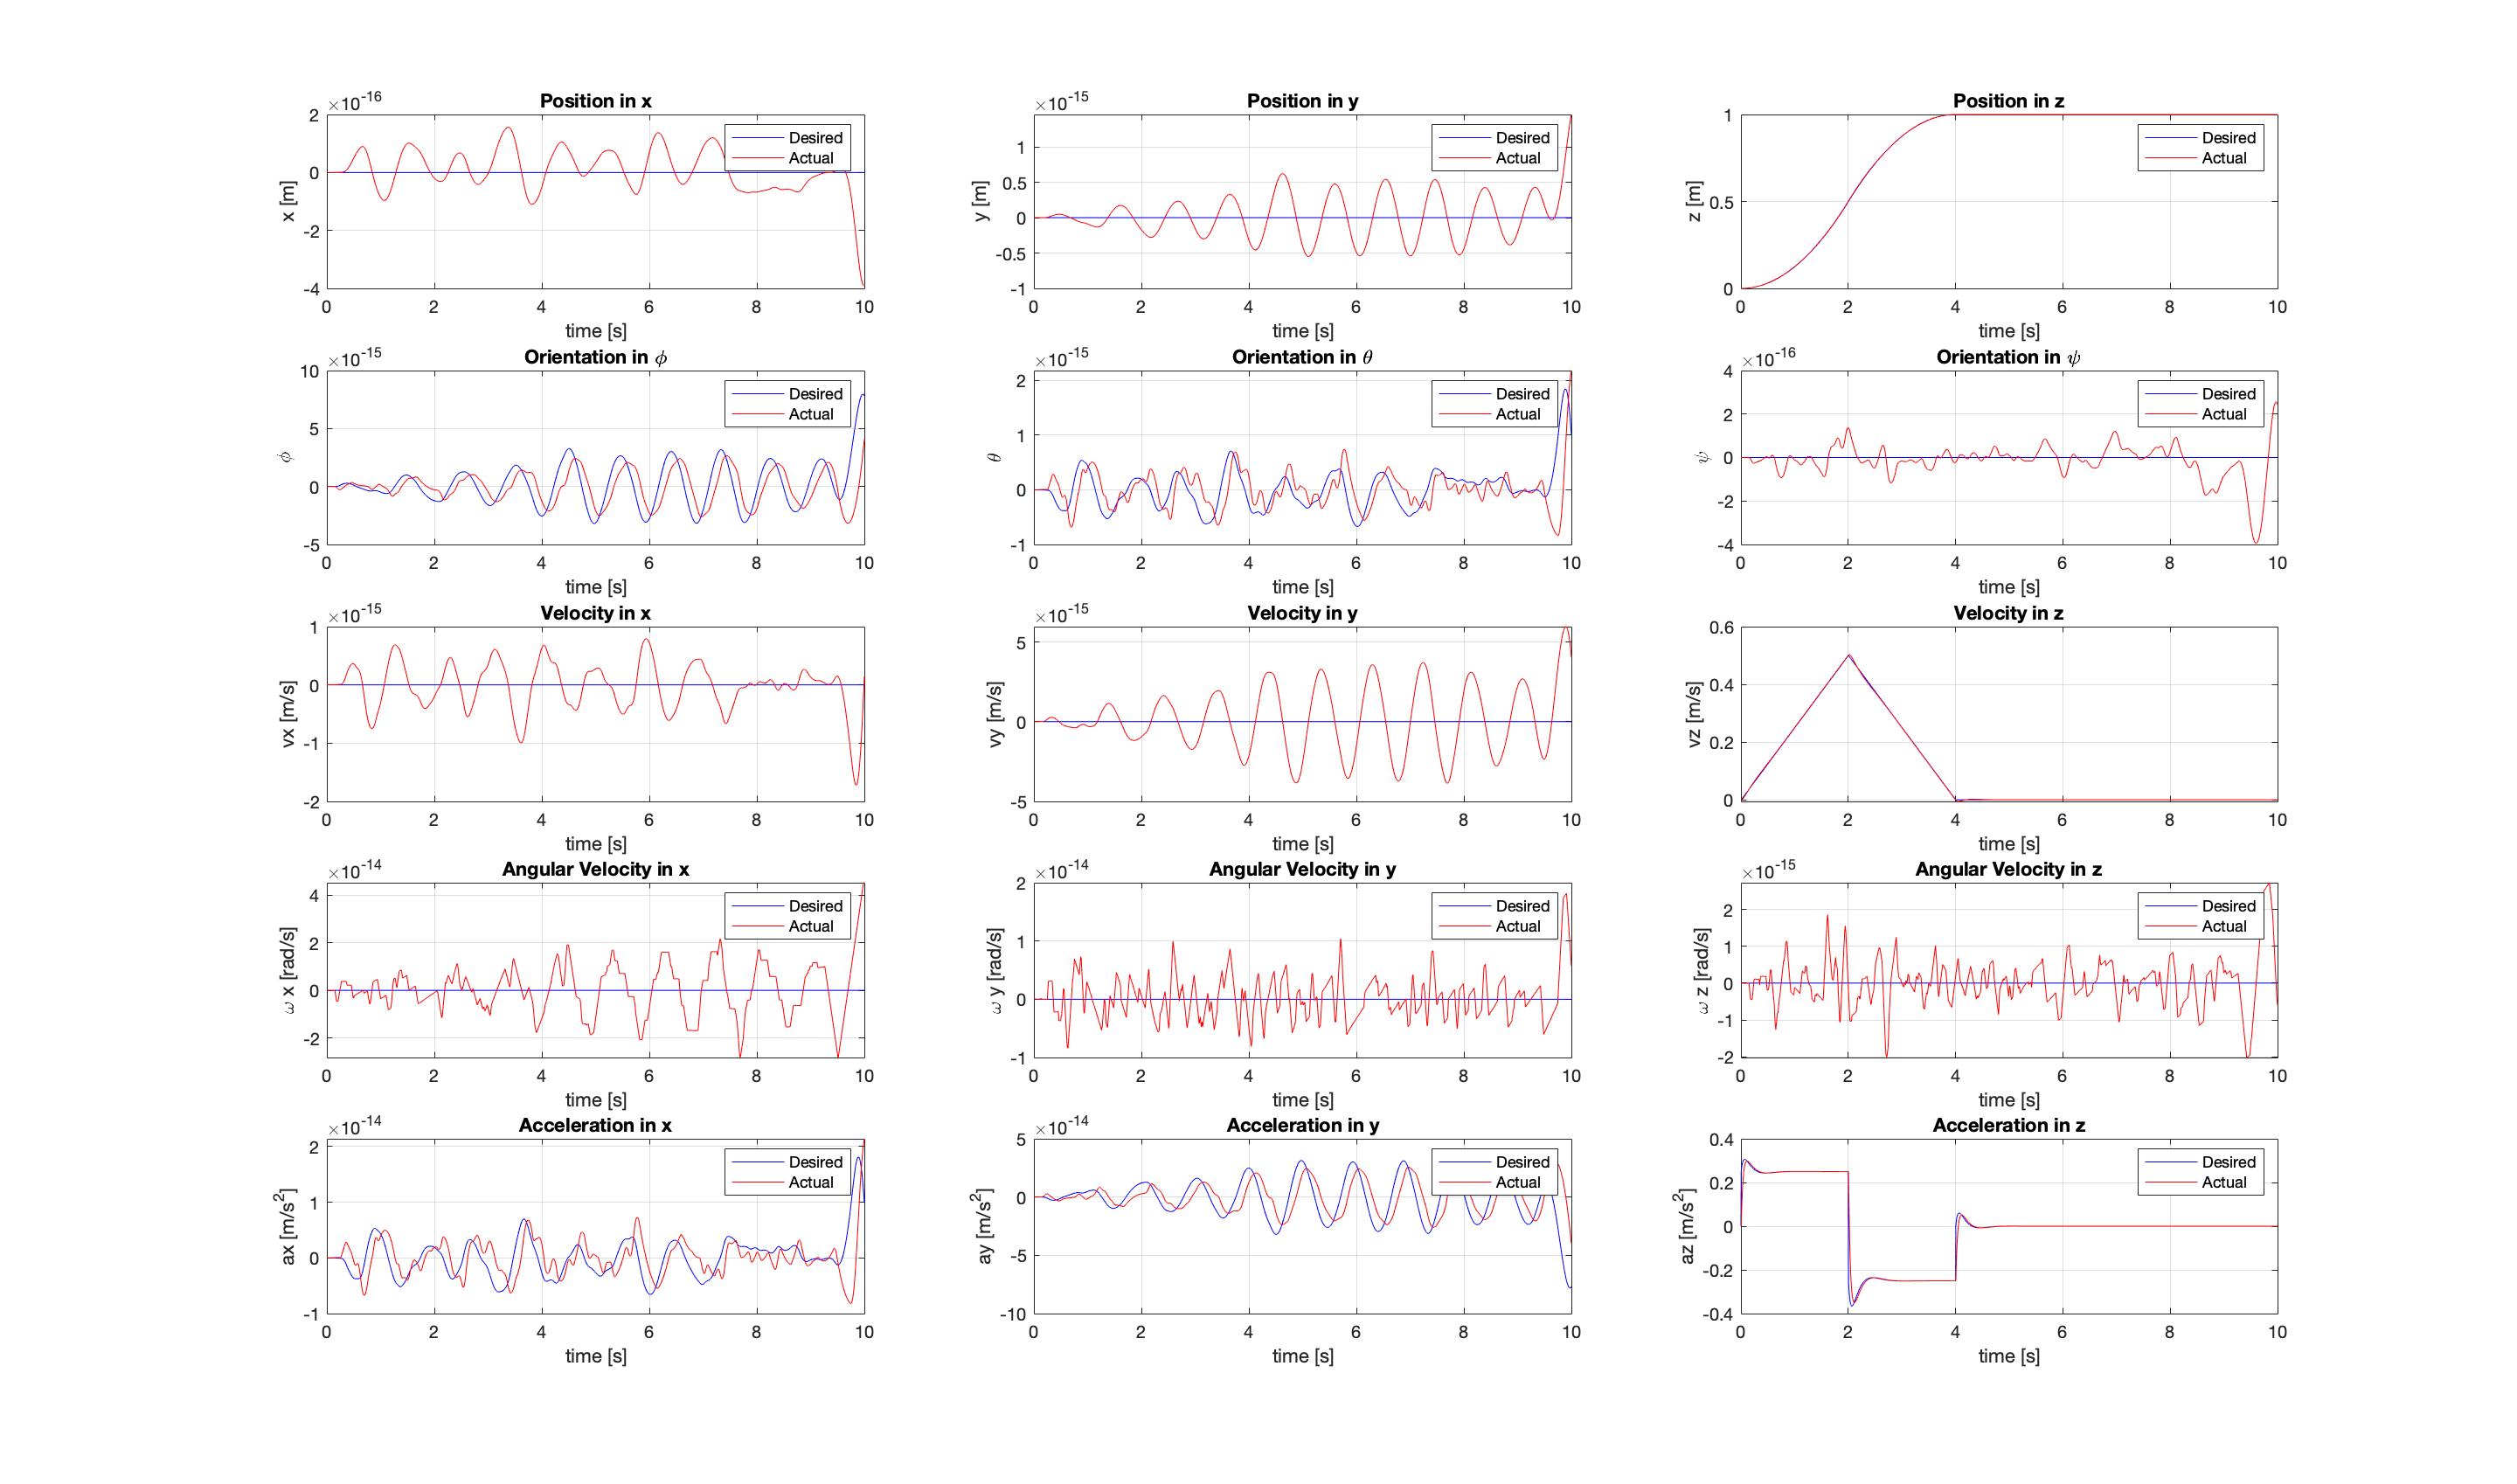 Position in x
×10-16
2
0
-2
-4
x [m]
Desired
Actual
0 2 4 6 8 10
time [s]
Position in y
×10-15
1
0.5
0
-0.5
-1
y [m]
Desired
Actual
0 2 4 6 8 10
time [s]
Position in z
1
0.5
0
z [m]
Desired
Actual
0 2 4 6 8 10
time [s]
Orientation in ϕ
×10-15
10
5
0
-5
ϕ
Desired
Actual
0 2 4 6 8 10
time [s]
Orientation in θ
×10-15
2
1
0
-1
θ
Desired
Actual
0 2 4 6 8 10
time [s]
Orientation in ψ
×10-16
4
2
0
-2
-4
ψ
Desired
Actual
0 2 4 6 8 10
time [s]
Velocity in x
×10-15
1
0
-1
-2
vx [m/s]
0 2 4 6 8 10
time [s]
Velocity in y
×10-15
5
0
-5
vy [m/s]
0 2 4 6 8 10
time [s]
Velocity in z
0.6
0.4
0.2
0
vz [m/s]
0 2 4 6 8 10
time [s]
Angular Velocity in x
×10-14
4
2
0
-2
ω x [rad/s]
Desired
Actual
0 2 4 6 8 10
time [s]
Angular Velocity in y
×10-14
2
1
0
-1
ω y [rad/s]
Desired
Actual
0 2 4 6 8 10
time [s]
Angular Velocity in z
×10-15
2
1
0
-1
-2
ω z [rad/s]
Desired
Actual
0 2 4 6 8 10
time [s]
Acceleration in x
×10-14
2
1
0
-1
ax [m/s2]
Desired
Actual
0 2 4 6 8 10
time [s]
Acceleration in y
×10-14
5
0
-5
-10
ay [m/s2]
Desired
Actual
0 2 4 6 8 10
time [s]
Acceleration in z
0.4
0.2
0
-0.2
-0.4
az [m/s2]
Desired
Actual
0 2 4 6 8 10
time [s]